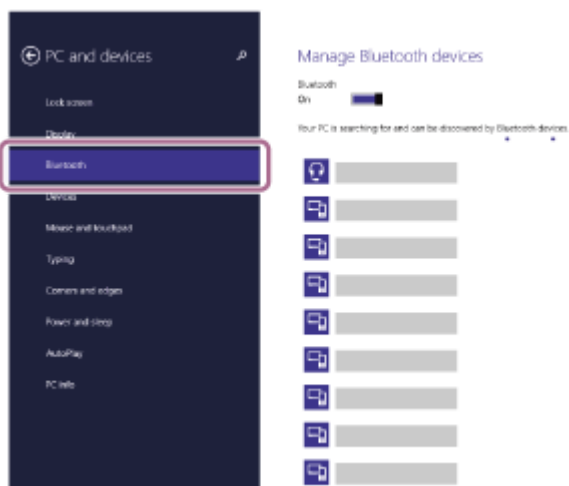 PC and devices
Lock screen
Display
Bluetooth
Devices
Mouse and touchpad
Typing
Corners and edges
Power and sleep
AutoPlay
PC info
Manage Bluetooth devices
Bluetooth
On
Your PC is searching for and can be discovered by Bluetooth devices.